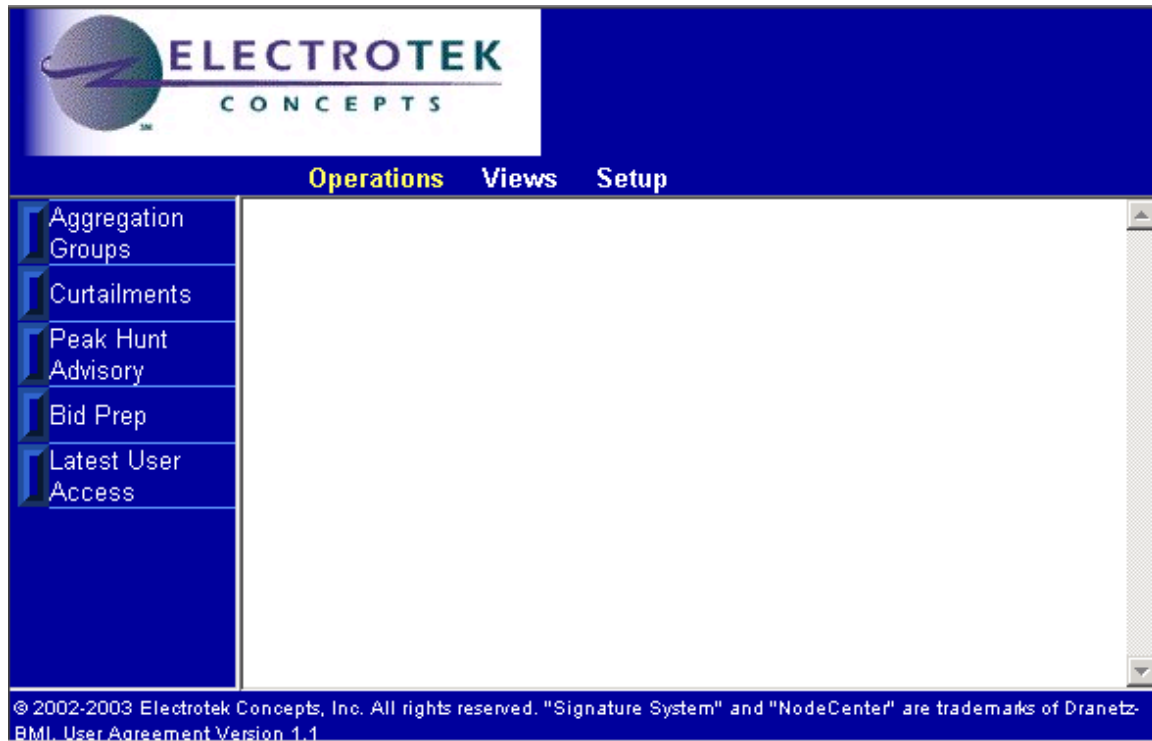 ELECTROTEK
CONCEPTS
SM
Operations Views Setup
Aggregation
Groups
Curtailments
Peak Hunt
Advisory
Bid Prep
Latest User
Access
© 2002-2003 Electrotek Concepts, Inc. All rights reserved. "Signature System" and "NodeCenter" are trademarks of Dranetz-
BMI. User Agreement Version 1.1